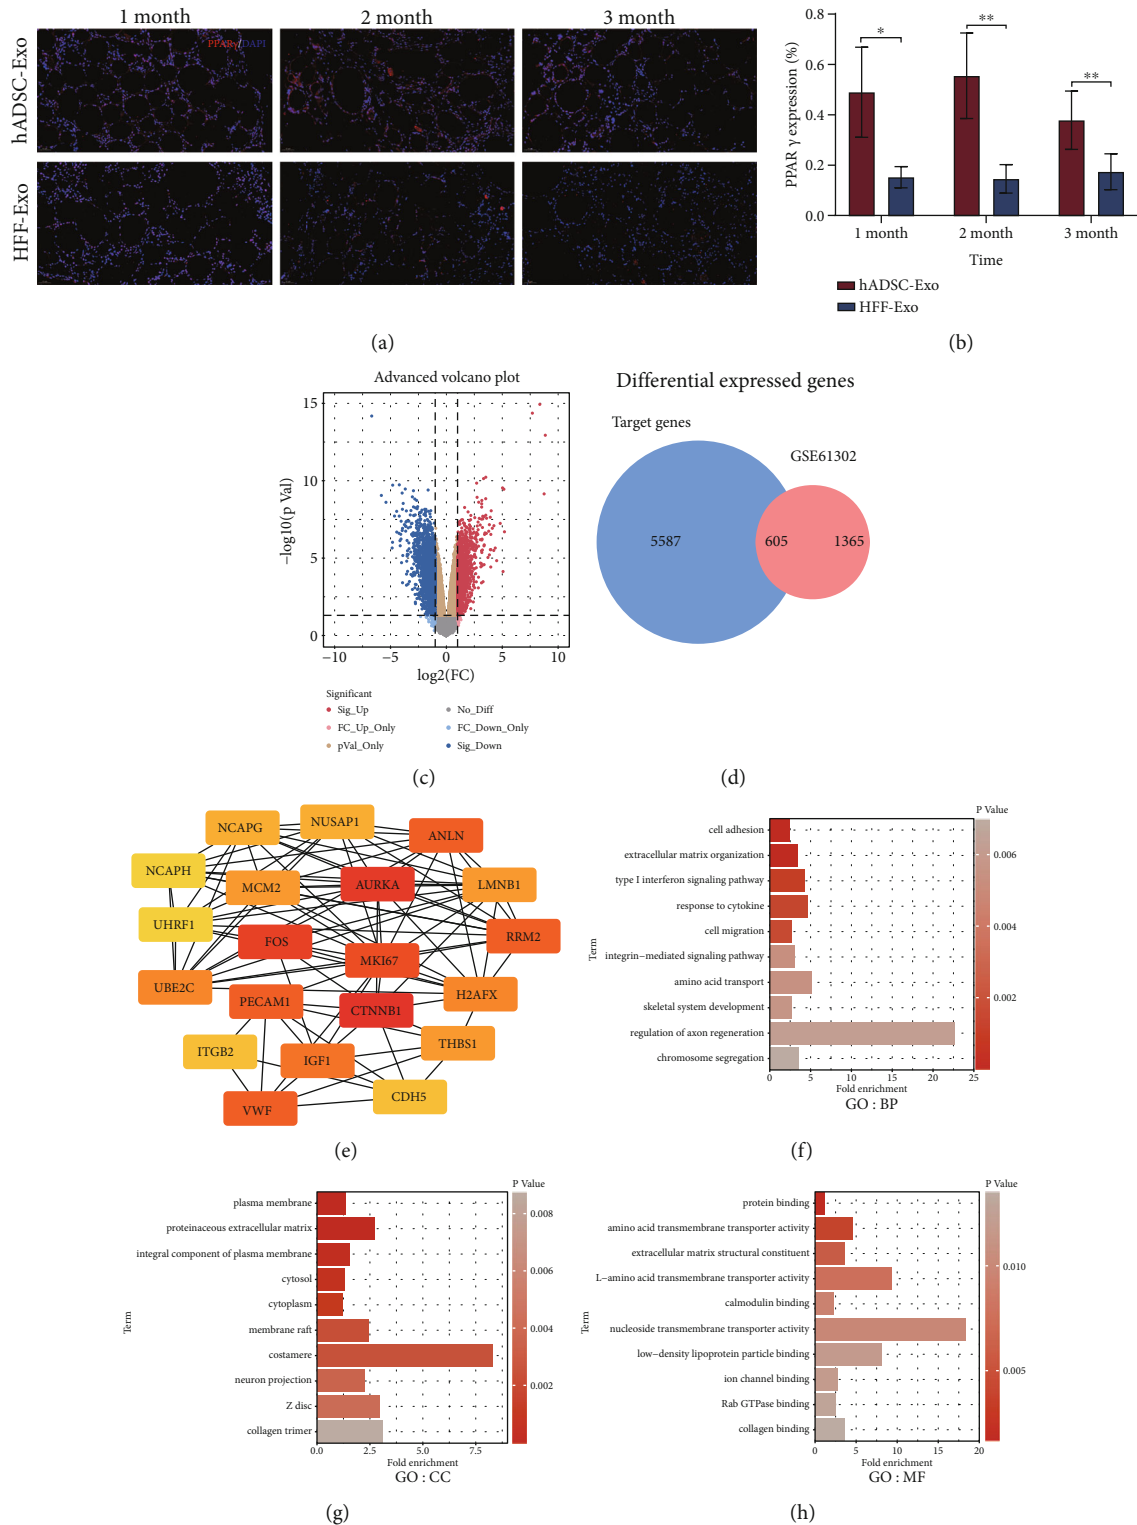 1 month
2 month
3 month
hADSC-Exo
HFF-Exo
PPARγ/DAPI
(a)
PPAR γ expression (%)
0.8
0.6
0.4
0.2
0.0
*
**
**
1 month
2 month
3 month
Time
hADSC-Exo
HFF-Exo
(b)
Advanced volcano plot
−log10(p Val)
15
10
5
0
−10
−5
0
5
10
log2(FC)
Significant
Sig_Up
FC_Up_Only
pVal_Only
No_Diff
FC_Down_Only
Sig_Down
(c)
Differential expressed genes
Target genes
GSE61302
5587
605
1365
(d)
NCAPG
NUSAP1
ANLN
NCAPH
MCM2
AURKA
LMNB1
UHRF1
FOS
RRM2
MKI67
UBE2C
PECAM1
CTNNB1
H2AFX
ITGB2
IGF1
THBS1
VWF
CDH5
(e)
P Value
0.006
0.004
0.002
Term
cell adhesion
extracellular matrix organization
type I interferon signaling pathway
response to cytokine
cell migration
integrin−mediated signaling pathway
amino acid transport
skeletal system development
regulation of axon regeneration
chromosome segregation
0
5
10
15
20
25
Fold enrichment
GO : BP
(f)
P Value
0.008
0.006
0.004
0.002
Term
plasma membrane
proteinaceous extracellular matrix
integral component of plasma membrane
cytosol
cytoplasm
membrane raft
costamere
neuron projection
Z disc
collagen trimer
0.0
2.5
5.0
7.5
Fold enrichment
GO : CC
(g)
P Value
0.010
0.005
Term
protein binding
amino acid transmembrane transporter activity
extracellular matrix structural constituent
L−amino acid transmembrane transporter activity
calmodulin binding
nucleoside transmembrane transporter activity
low−density lipoprotein particle binding
ion channel binding
Rab GTPase binding
collagen binding
0
5
10
15
20
Fold enrichment
GO : MF
(h)